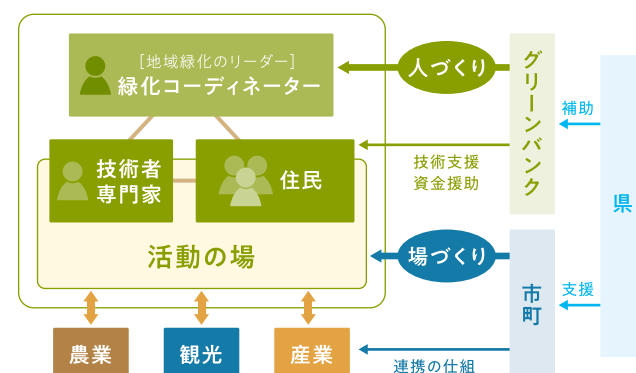 [地域緑化のリーダー]
緑化コーディネーター
人づくり
グリーンバンク
補助
技術者
専門家
住民
技術支援
資金援助
県
活動の場
場づくり
市町
支援
農業
観光
産業
連携の仕組